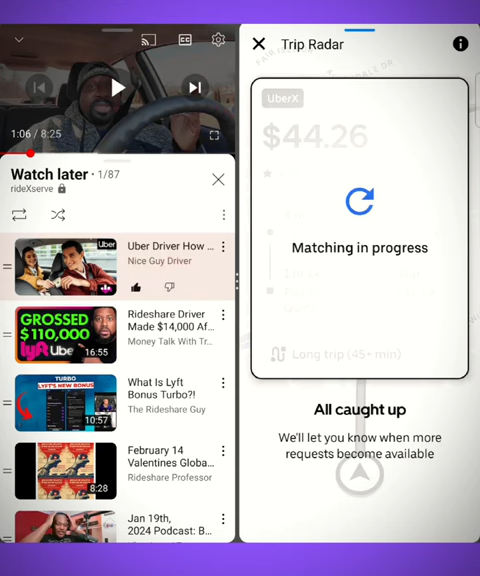 1:06 / 8:25
Watch later · 1/87
rideXserve
Uber
Uber Driver How ...
Nice Guy Driver
GROSSED
$110,000
lyft Uber
16:55
Rideshare Driver
Made $14,000 Af...
Money Talk With Tr...
TURBO
LYFT'S NEW BONUS
10:57
What Is Lyft
Bonus Turbo?!
The Rideshare Guy
8:28
February 14
Valentines Globa...
Rideshare Professor
Jan 19th,
2024 Podcast: B...
Trip Radar
UberX
$44.26
Matching in progress
Long trip (45+ min)
All caught up
We'll let you know when more
requests become available